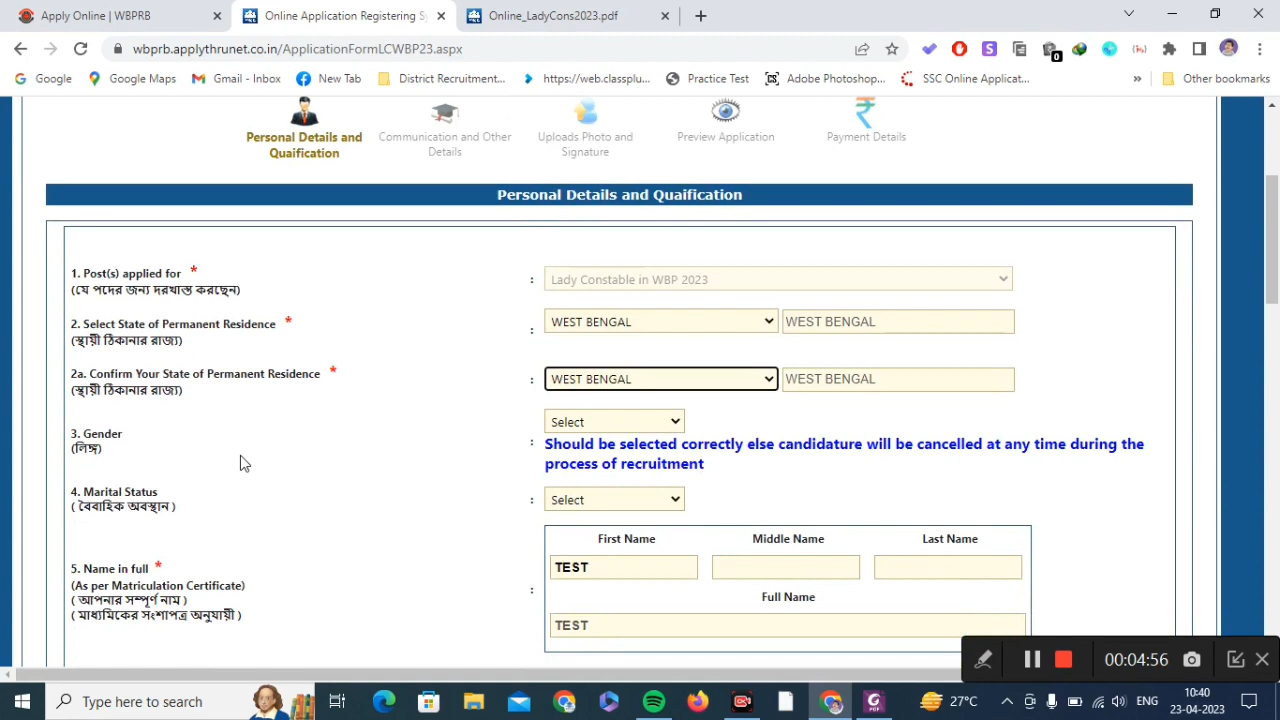 Apply Online | WBPRB
Online Application Registering Sy
Online_LadyCons2023.pdf
wbprb.applythrunet.co.in/ApplicationFormLCWBP23.aspx
Google
Google Maps
Gmail - Inbox
New Tab
District Recruitment...
https://web.classplu...
Practice Test
Adobe Photoshop...
SSC Online Applicat...
»
Other bookmarks
Personal Details and Quaification
Communication and Other Details
Uploads Photo and Signature
Preview Application
Payment Details
Personal Details and Quaification
1. Post(s) applied for *
(যে পদের জন্য দরখাস্ত করছেন)
: Lady Constable in WBP 2023
2. Select State of Permanent Residence *
(স্থায়ী ঠিকানার রাজ্য)
: WEST BENGAL WEST BENGAL
2a. Confirm Your State of Permanent Residence *
(স্থায়ী ঠিকানার রাজ্য)
: WEST BENGAL WEST BENGAL
3. Gender
(লিঙ্গ)
: Select
Should be selected correctly else candidature will be cancelled at any time during the
process of recruitment
4. Marital Status
( বৈবাহিক অবস্থান )
: Select
5. Name in full *
(As per Matriculation Certificate)
( আপনার সম্পূর্ণ নাম )
( মাধ্যমিকের সংশাপত্র অনুযায়ী )
:
First Name Middle Name Last Name
TEST
Full Name
TEST
00:04:56
Type here to search
27°C
ENG
10:40
23-04-2023